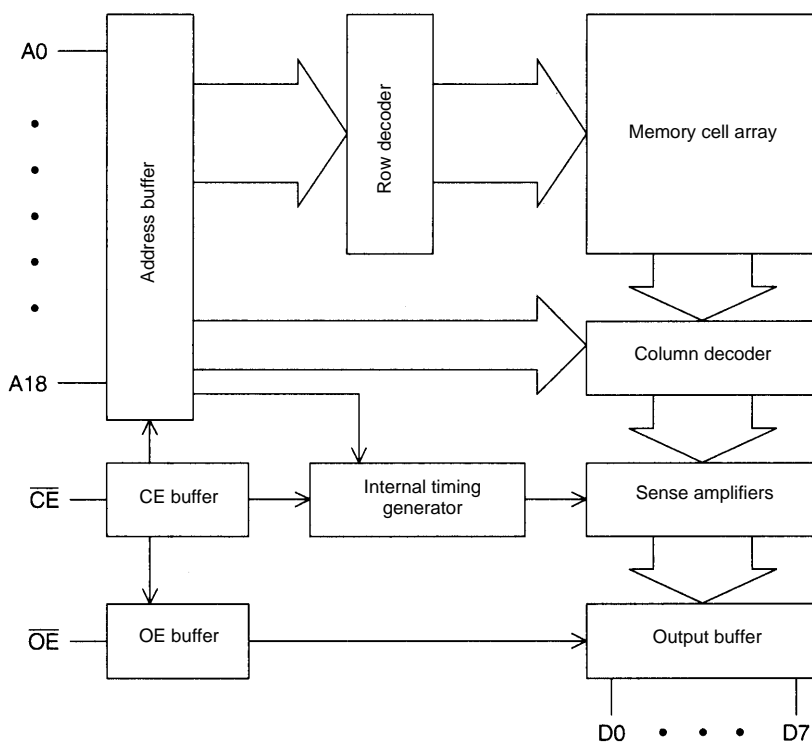 A0
Address buffer
Row decoder
Memory cell array
Column decoder
A18
CE
CE buffer
Internal timing
generator
Sense amplifiers
OE
OE buffer
Output buffer
D0 • • • D7